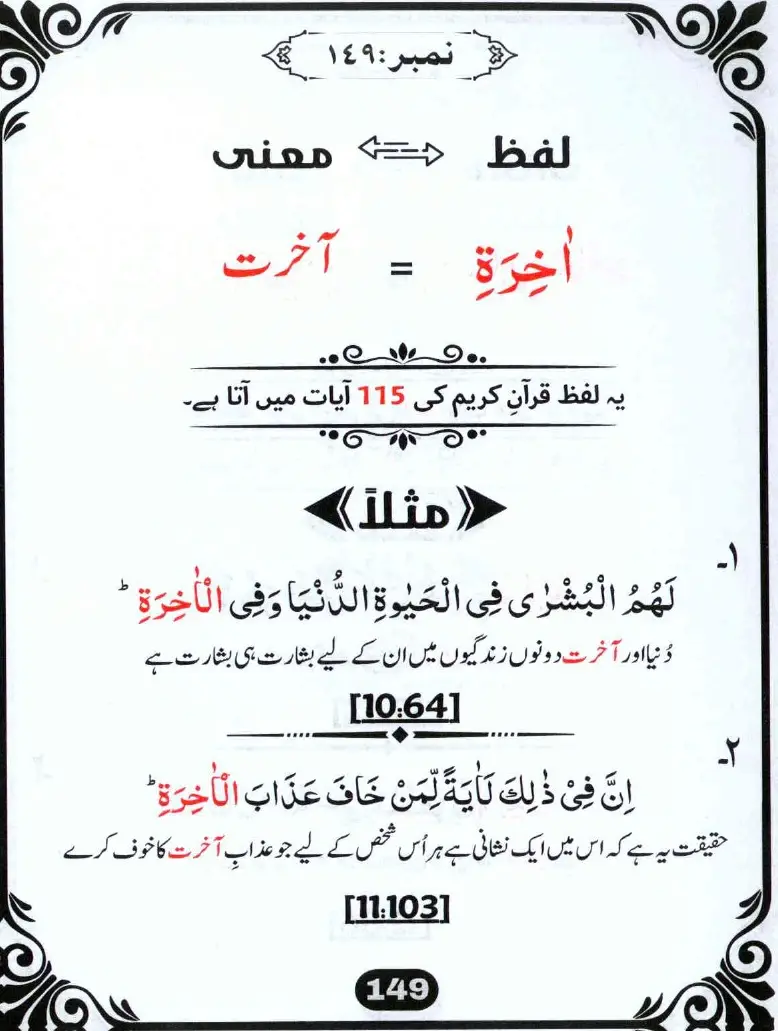 نمبر:١٤٩
لفظ معنی
اٰخِرَةِ = آخرت
یہ لفظ قرآنِ کریم کی 115 آیات میں آتا ہے۔
مثلاً
۱۔
لَهُمُ الْبُشْرٰى فِى الْحَيٰوةِ الدُّنْيَا وَفِى الْاٰخِرَةِ ؕ
دُنیا اور آخرت دونوں زندگیوں میں ان کے لیے بشارت ہی بشارت ہے
[10:64]
۲۔
اِنَّ فِىْ ذٰلِكَ لَاٰيَةً لِّمَنْ خَافَ عَذَابَ الْاٰخِرَةِ ؕ
حقیقت یہ ہے کہ اس میں ایک نشانی ہے ہر اُس شخص کے لیے جو عذابِ آخرت کا خوف کرے
[11:103]
149